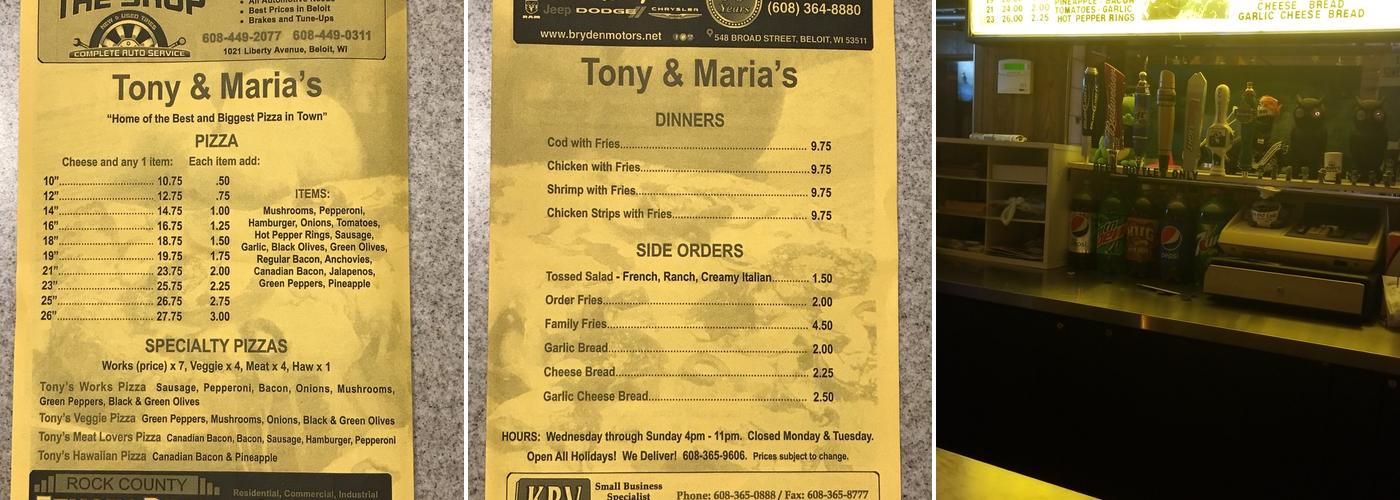 THE SHOP
• All Automotive Needs
• Best Prices in Beloit
• Brakes and Tune-Ups
NEW & USED TIRES
COMPLETE AUTO SERVICE
608-449-2077 608-449-0311
1021 Liberty Avenue, Beloit, WI
Tony & Maria's
“Home of the Best and Biggest Pizza in Town”
PIZZA
Cheese and any 1 item: Each item add:
10”.......... 10.75 .50
12”.......... 12.75 .75
14”.......... 14.75 1.00
16”.......... 16.75 1.25
18”.......... 18.75 1.50
19”.......... 19.75 1.75
21”.......... 23.75 2.00
23”.......... 25.75 2.25
25”.......... 26.75 2.75
26”.......... 27.75 3.00
ITEMS:
Mushrooms, Pepperoni,
Hamburger, Onions, Tomatoes,
Hot Pepper Rings, Sausage,
Garlic, Black Olives, Green Olives,
Regular Bacon, Anchovies,
Canadian Bacon, Jalapenos,
Green Peppers, Pineapple
SPECIALTY PIZZAS
Works (price) x 7, Veggie x 4, Meat x 4, Haw x 1
Tony's Works Pizza Sausage, Pepperoni, Bacon, Onions, Mushrooms,
Green Peppers, Black & Green Olives
Tony's Veggie Pizza Green Peppers, Mushrooms, Onions, Black & Green Olives
Tony's Meat Lovers Pizza Canadian Bacon, Bacon, Sausage, Hamburger, Pepperoni
Tony's Hawaiian Pizza Canadian Bacon & Pineapple
ROCK COUNTY
Residential, Commercial, Industrial
RAM Jeep DODGE CHRYSLER Years (608) 364-8880
www.brydenmotors.net 548 BROAD STREET, BELOIT, WI 53511
Tony & Maria's
DINNERS
Cod with Fries.......... 9.75
Chicken with Fries.......... 9.75
Shrimp with Fries.......... 9.75
Chicken Strips with Fries.......... 9.75
SIDE ORDERS
Tossed Salad - French, Ranch, Creamy Italian.......... 1.50
Order Fries.......... 2.00
Family Fries.......... 4.50
Garlic Bread.......... 2.00
Cheese Bread.......... 2.25
Garlic Cheese Bread.......... 2.50
HOURS: Wednesday through Sunday 4pm - 11pm. Closed Monday & Tuesday.
Open All Holidays! We Deliver! 608-365-9606. Prices subject to change.
KPV
Small Business
Specialist
Phone: 608-365-0888 / Fax: 608-365-8777
21 24.00 2.00 TOMATOES-GARLIC
23 26.00 2.25 HOT PEPPER RINGS
CHEESE BREAD
GARLIC CHEESE BREAD
pepsi